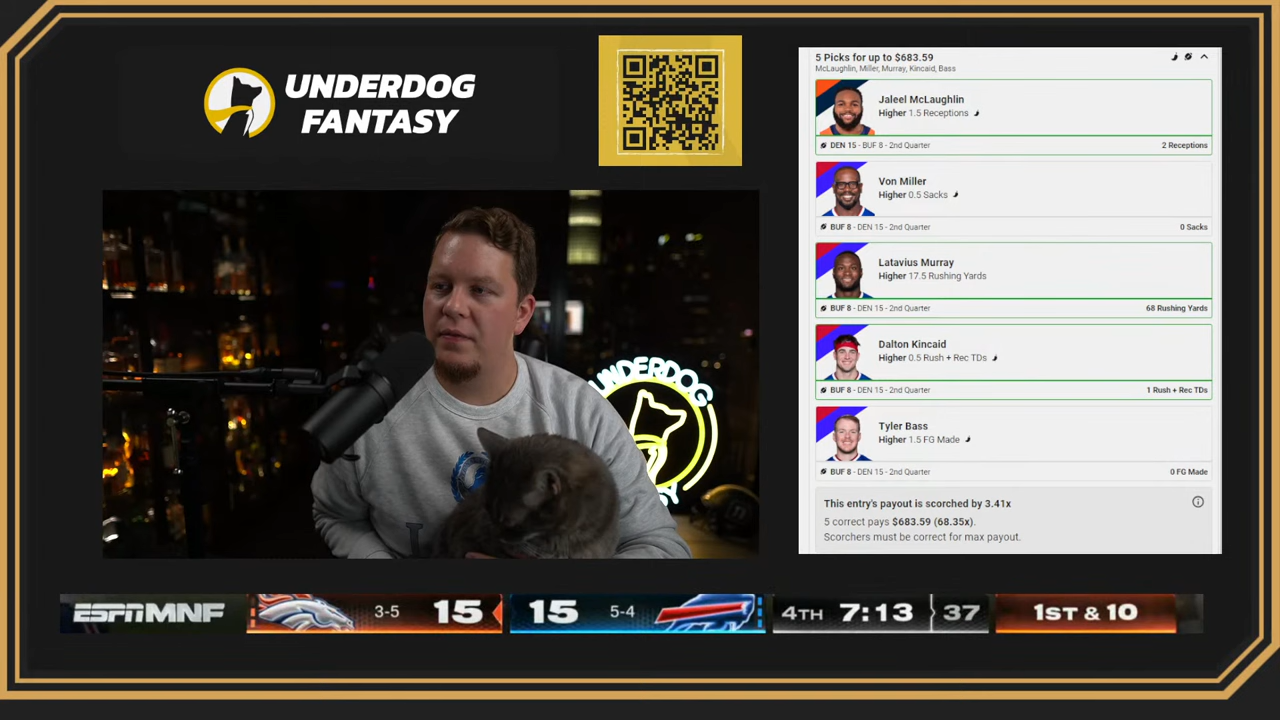 UNDERDOG
FANTASY
5 Picks for up to $683.59
McLaughlin, Miller, Murray, Kincaid, Bass
Jaleel McLaughlin
Higher 1.5 Receptions
DEN 15 - BUF 8 - 2nd Quarter
2 Receptions
Von Miller
Higher 0.5 Sacks
BUF 8 - DEN 15 - 2nd Quarter
0 Sacks
Latavius Murray
Higher 17.5 Rushing Yards
BUF 8 - DEN 15 - 2nd Quarter
68 Rushing Yards
Dalton Kincaid
Higher 0.5 Rush + Rec TDs
BUF 8 - DEN 15 - 2nd Quarter
1 Rush + Rec TDs
Tyler Bass
Higher 1.5 FG Made
BUF 8 - DEN 15 - 2nd Quarter
0 FG Made
This entry's payout is scorched by 3.41x
5 correct pays $683.59 (68.35x).
Scorchers must be correct for max payout.
UNDERDOG
ESPN MNF
3-5
15
15
5-4
4TH
7:13
37
1ST & 10